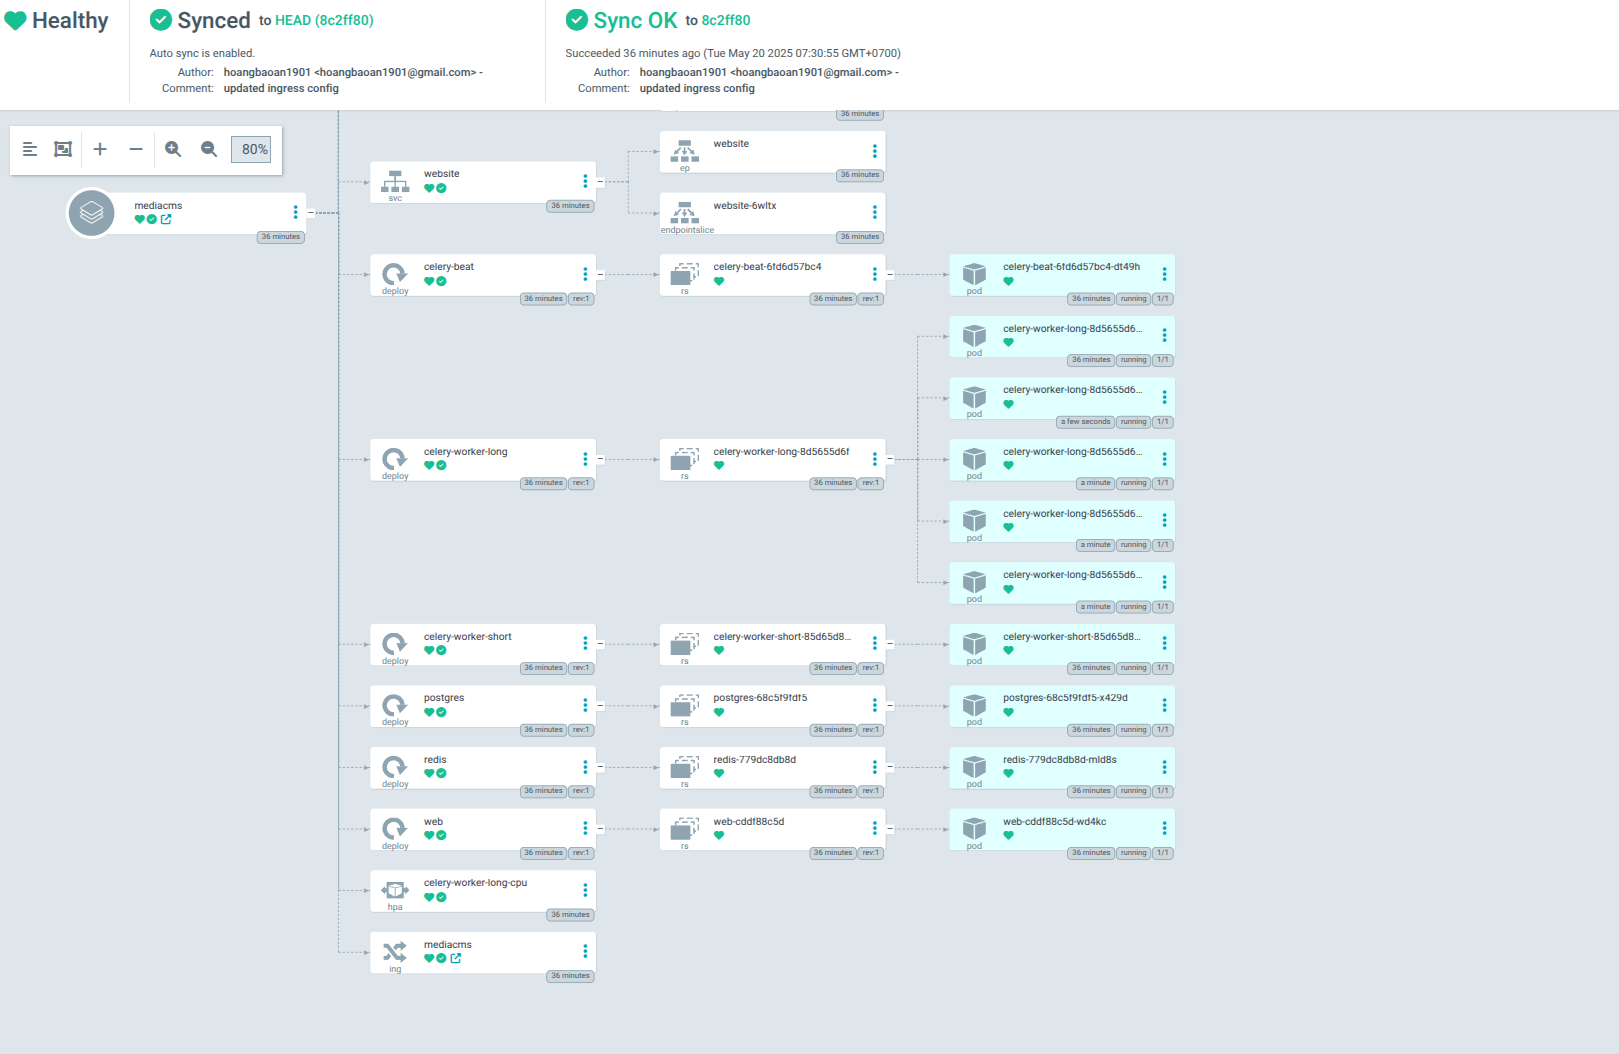 Healthy
Synced to HEAD (8c2ff80)
Auto sync is enabled.
Author: hoangbaoan1901 <hoangbaoan1901@gmail.com> -
Comment: updated ingress config
Sync OK to 8c2ff80
Succeeded 36 minutes ago (Tue May 20 2025 07:30:55 GMT+0700)
Author: hoangbaoan1901 <hoangbaoan1901@gmail.com> -
Comment: updated ingress config
80%
36 minutes
mediacms
36 minutes
website
svc
36 minutes
website
ep
36 minutes
website-6wltx
endpointslice
36 minutes
celery-beat
deploy
36 minutes rev:1
celery-beat-6fd6d57bc4
rs
36 minutes rev:1
celery-beat-6fd6d57bc4-dt49h
pod
36 minutes running 1/1
celery-worker-long-8d5655d6...
pod
36 minutes running 1/1
celery-worker-long-8d5655d6...
pod
a few seconds running 1/1
celery-worker-long
deploy
36 minutes rev:1
celery-worker-long-8d5655d6f
rs
36 minutes rev:1
celery-worker-long-8d5655d6...
pod
a minute running 1/1
celery-worker-long-8d5655d6...
pod
a minute running 1/1
celery-worker-long-8d5655d6...
pod
a minute running 1/1
celery-worker-short
deploy
36 minutes rev:1
celery-worker-short-85d65d8...
rs
36 minutes rev:1
celery-worker-short-85d65d8...
pod
36 minutes running 1/1
postgres
deploy
36 minutes rev:1
postgres-68c5f9fdf5
rs
36 minutes rev:1
postgres-68c5f9fdf5-x429d
pod
36 minutes running 1/1
redis
deploy
36 minutes rev:1
redis-779dc8db8d
rs
36 minutes rev:1
redis-779dc8db8d-mld8s
pod
36 minutes running 1/1
web
deploy
36 minutes rev:1
web-cddf88c5d
rs
36 minutes rev:1
web-cddf88c5d-wd4kc
pod
36 minutes running 1/1
celery-worker-long-cpu
hpa
36 minutes
mediacms
ing
36 minutes